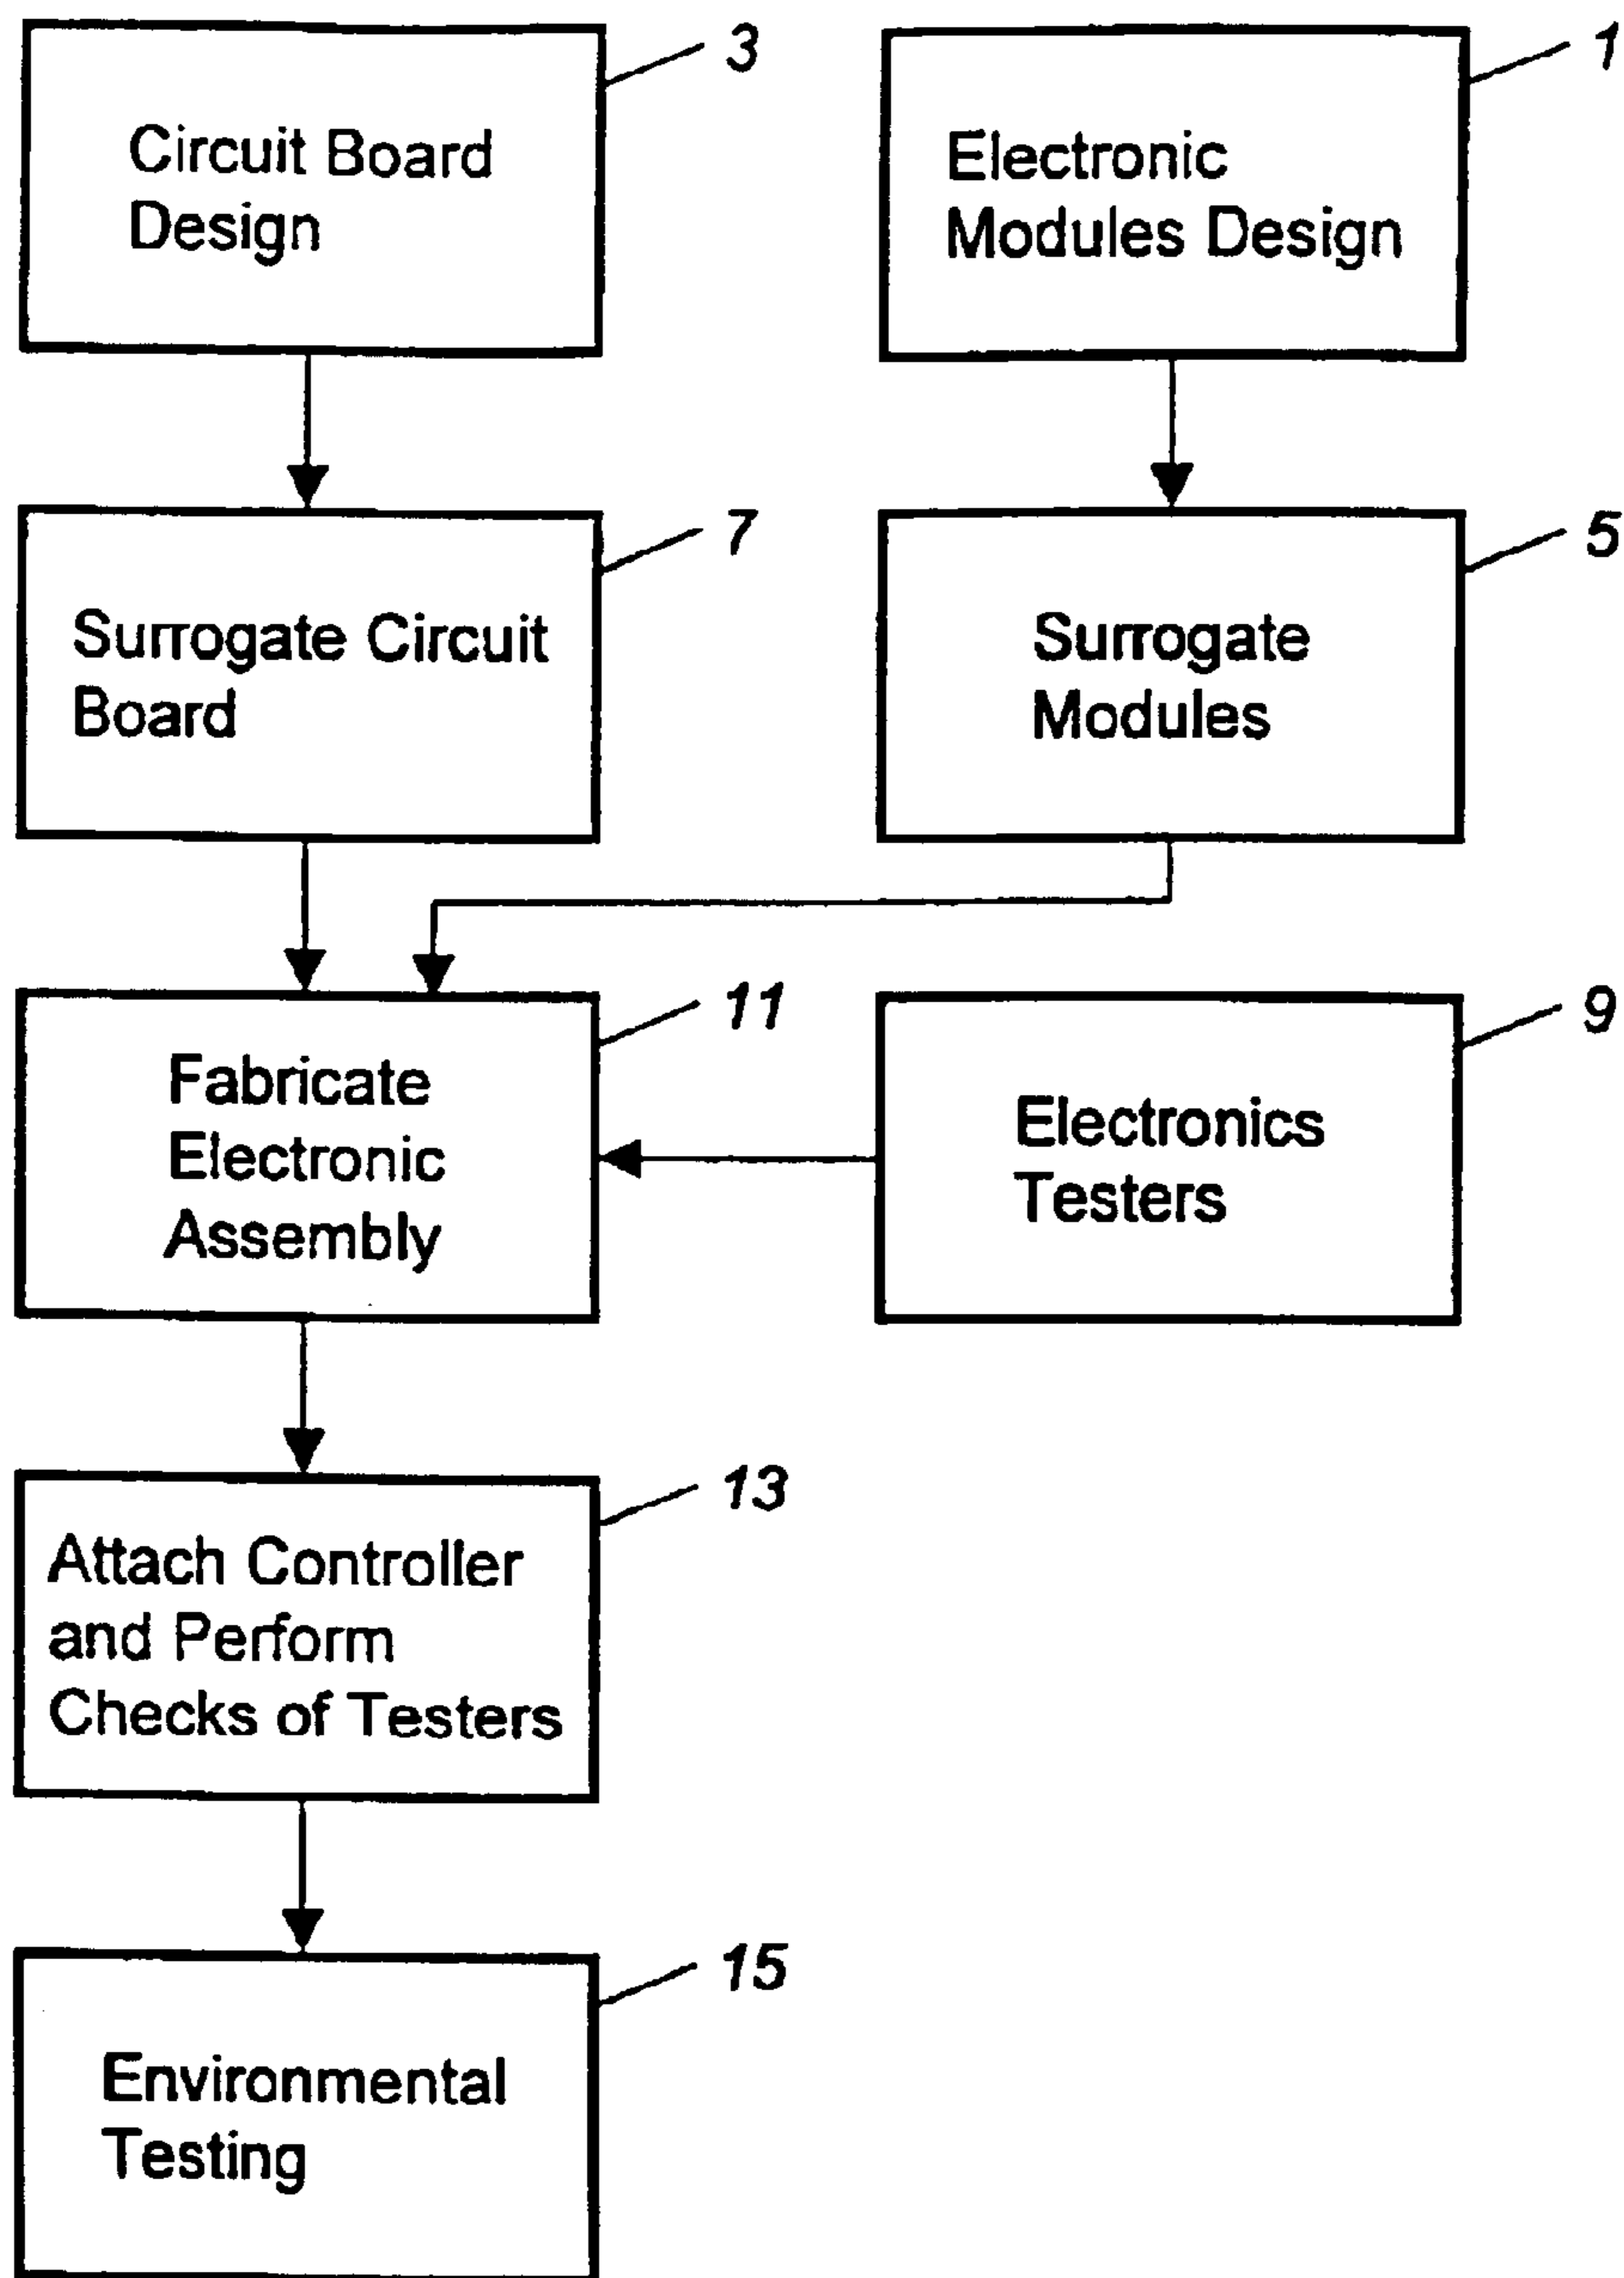 Circuit Board
Design
3
Electronic
Modules Design
1
Surrogate Circuit
Board
7
Surrogate
Modules
5
Fabricate
Electronic
Assembly
11
Electronics
Testers
9
Attach Controller
and Perform
Checks of Testers
13
Environmental
Testing
15